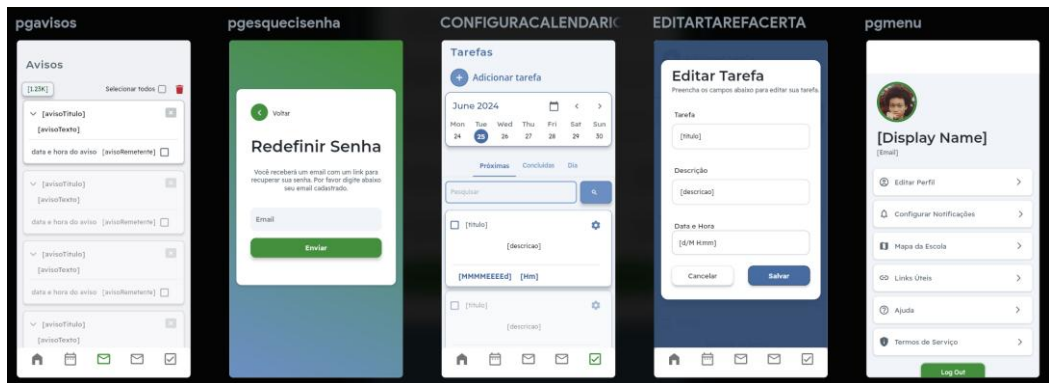 pgavisos
Avisos
[1.25K]
Selecionar todos
[avisoTitulo]
[avisoTexto]
data e hora do aviso [avisoRemetente]
[avisoTitulo]
[avisoTexto]
data e hora do aviso [avisoRemetente]
[avisoTitulo]
[avisoTexto]
data e hora do aviso [avisoRemetente]
[avisoTitulo]
[avisoTexto]
pgesquecisenha
Voltar
Redefinir Senha
Você receberá um email com um link para
recuperar sua senha. Por favor digite abaixo
seu email cadastrado.
Email
Enviar
CONFIGURACALENDARIO
Tarefas
Adicionar tarefa
June 2024
Mon Tue Wed Thu Fri Sat Sun
24 25 26 27 28 29 30
Próximas Concluídas Dia
Pesquisar
[titulo]
[descricao]
[MMMMEEEEd] [Hm]
[titulo]
[descricao]
EDITARTAREFACERTA
Editar Tarefa
Preencha os campos abaixo para editar sua tarefa.
Tarefa
[titulo]
Descrição
[descricao]
Data e Hora
[d/M H:mm]
Cancelar
Salvar
pgmenu
[Display Name]
[Email]
Editar Perfil
Configurar Notificações
Mapa da Escola
Links Úteis
Ajuda
Termos de Serviço
Log Out